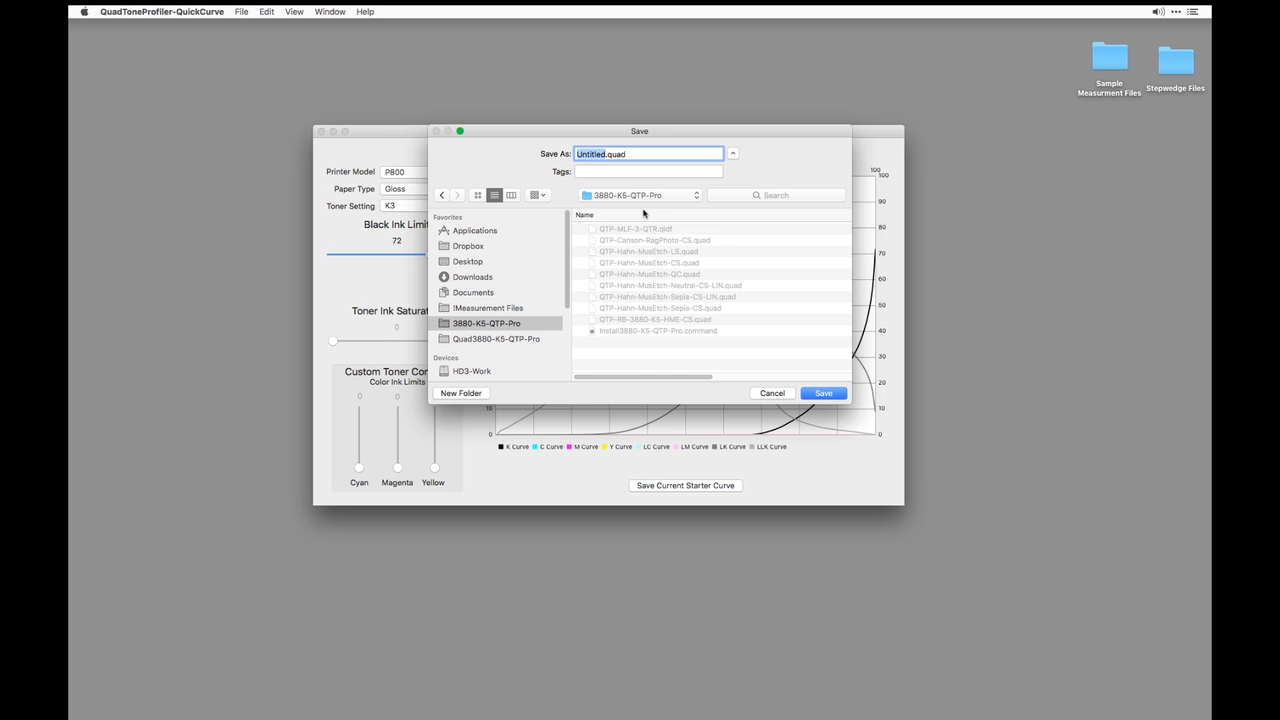 QuadToneProfiler-QuickCurve File Edit View Window Help
Sample Measurment Files
Stepwedge Files
Save
Save As: Untitled.quad
Tags:
3880-K5-QTP-Pro
Search
Favorites
Applications
Dropbox
Desktop
Downloads
Documents
!Measurement Files
3880-K5-QTP-Pro
Quad3880-K5-QTP-Pro
Devices
HD3-Work
Name
QTP-MLF-3-QTR.qidf
QTP-Canson-RagPhoto-CS.quad
QTP-Hahn-MusEtch-LS.quad
QTP-Hahn-MusEtch-CS.quad
QTP-Hahn-MusEtch-QC.quad
QTP-Hahn-MusEtch-Neutral-CS-LIN.quad
QTP-Hahn-MusEtch-Sepia-CS-LIN.quad
QTP-Hahn-MusEtch-Sepia-CS.quad
QTP-RB-3880-K5-HME-CS.quad
Install3880-K5-QTP-Pro.command
New Folder
Cancel
Save
Printer Model P800
Paper Type Gloss
Toner Setting K3
Black Ink Limi
72
Toner Ink Saturat
0
Custom Toner Con
Color Ink Limits
0 0 0
Cyan Magenta Yellow
100
100
90
80
70
60
50
40
30
20
10 10
0 0
K Curve C Curve M Curve Y Curve LC Curve LM Curve LK Curve LLK Curve
Save Current Starter Curve